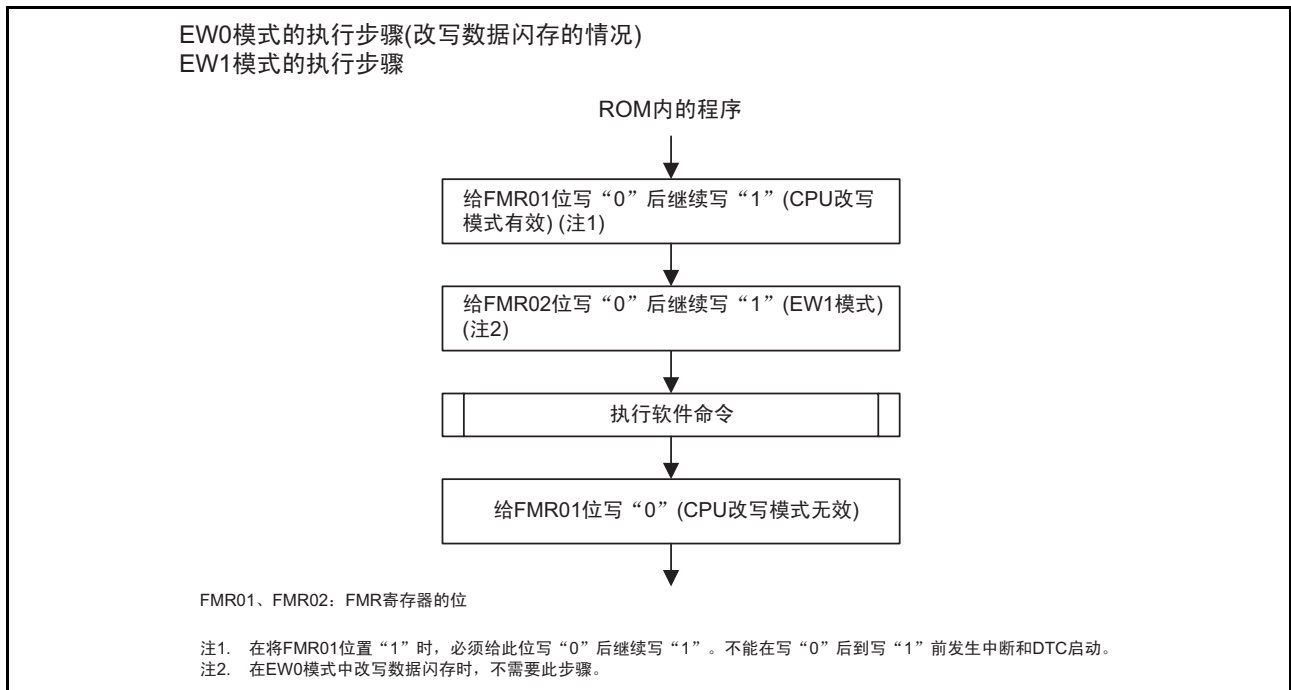 EW0模式的执行步骤(改写数据闪存的情况)
EW1模式的执行步骤
ROM内的程序
给FMR01位写“0”后继续写“1”(CPU改写
模式有效) (注1)
给FMR02位写“0”后继续写“1”(EW1模式)
(注2)
执行软件命令
给FMR01位写“0”(CPU改写模式无效)
FMR01、FMR02：FMR寄存器的位
注1. 在将FMR01位置“1”时，必须给此位写“0”后继续写“1”。不能在写“0”后到写“1”前发生中断和DTC启动。
注2. 在EW0模式中改写数据闪存时，不需要此步骤。